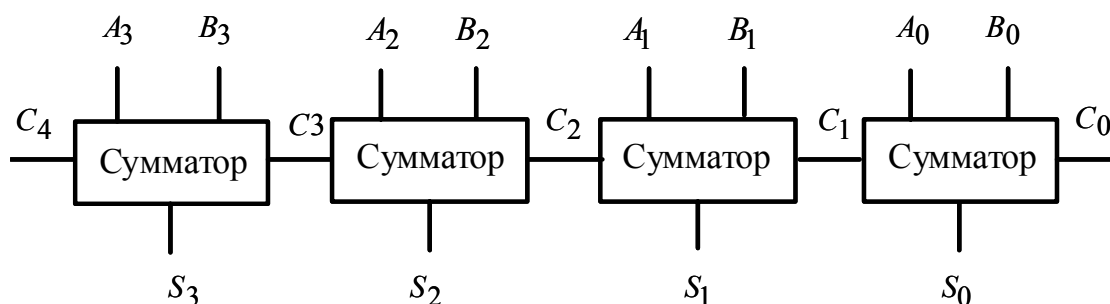 A3 B3 A2 B2 A1 B1 A0 B0
C4 C3 C2 C1 C0
Сумматор Сумматор Сумматор Сумматор
S3 S2 S1 S0